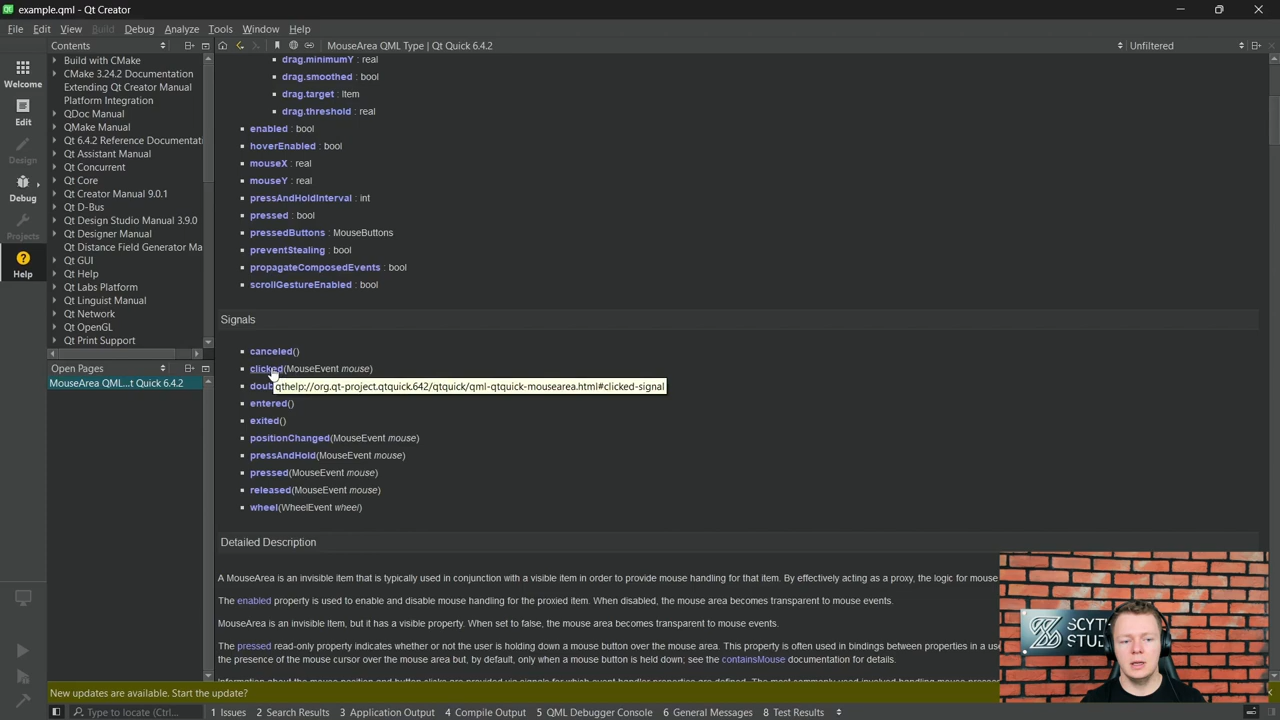 example.qml - Qt Creator
File Edit View Build Debug Analyze Tools Window Help
Contents
MouseArea QML Type | Qt Quick 6.4.2
Unfiltered
Welcome
Edit
Design
Debug
Projects
Help
Build with CMake
CMake 3.24.2 Documentation
Extending Qt Creator Manual
Platform Integration
QDoc Manual
QMake Manual
Qt 6.4.2 Reference Documentati
Qt Assistant Manual
Qt Concurrent
Qt Core
Qt Creator Manual 9.0.1
Qt D-Bus
Qt Design Studio Manual 3.9.0
Qt Designer Manual
Qt Distance Field Generator Ma
Qt GUI
Qt Help
Qt Labs Platform
Qt Linguist Manual
Qt Network
Qt OpenGL
Qt Print Support
Open Pages
MouseArea QML...t Quick 6.4.2
drag.minimumY : real
drag.smoothed : bool
drag.target : Item
drag.threshold : real
enabled : bool
hoverEnabled : bool
mouseX : real
mouseY : real
pressAndHoldInterval : int
pressed : bool
pressedButtons : MouseButtons
preventStealing : bool
propagateComposedEvents : bool
scrollGestureEnabled : bool
Signals
canceled()
clicked(MouseEvent mouse)
doub
qthelp://org.qt-project.qtquick.642/qtquick/qml-qtquick-mousearea.html#clicked-signal
entered()
exited()
positionChanged(MouseEvent mouse)
pressAndHold(MouseEvent mouse)
pressed(MouseEvent mouse)
released(MouseEvent mouse)
wheel(WheelEvent wheel)
Detailed Description
A MouseArea is an invisible item that is typically used in conjunction with a visible item in order to provide mouse handling for that item. By effectively acting as a proxy, the logic for mouse
The enabled property is used to enable and disable mouse handling for the proxied item. When disabled, the mouse area becomes transparent to mouse events.
MouseArea is an invisible Item, but it has a visible property. When set to false, the mouse area becomes transparent to mouse events.
The pressed read-only property indicates whether or not the user is holding down a mouse button over the mouse area. This property is often used in bindings between properties in a use
the presence of the mouse cursor over the mouse area but, by default, only when a mouse button is held down; see the containsMouse documentation for details.
SCYT
STUD
New updates are available. Start the update?
Type to locate (Ctrl...
1 Issues 2 Search Results 3 Application Output 4 Compile Output 5 QML Debugger Console 6 General Messages 8 Test Results